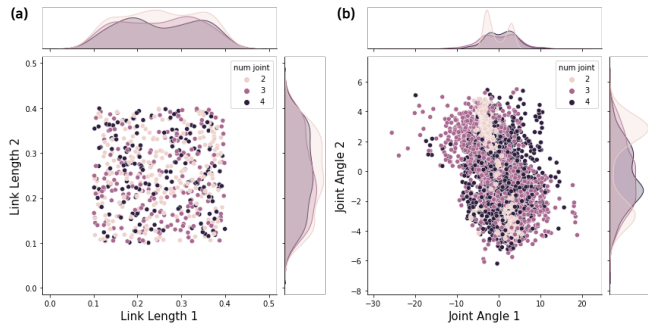 (a)
(b)
num joint
2
3
4
0.5
0.4
0.3
0.2
0.1
0.0
Link Length 2
0.0 0.1 0.2 0.3 0.4 0.5
Link Length 1
num joint
2
3
4
6
4
2
0
−2
−4
−6
−8
Joint Angle 2
−30 −20 −10 0 10 20
Joint Angle 1